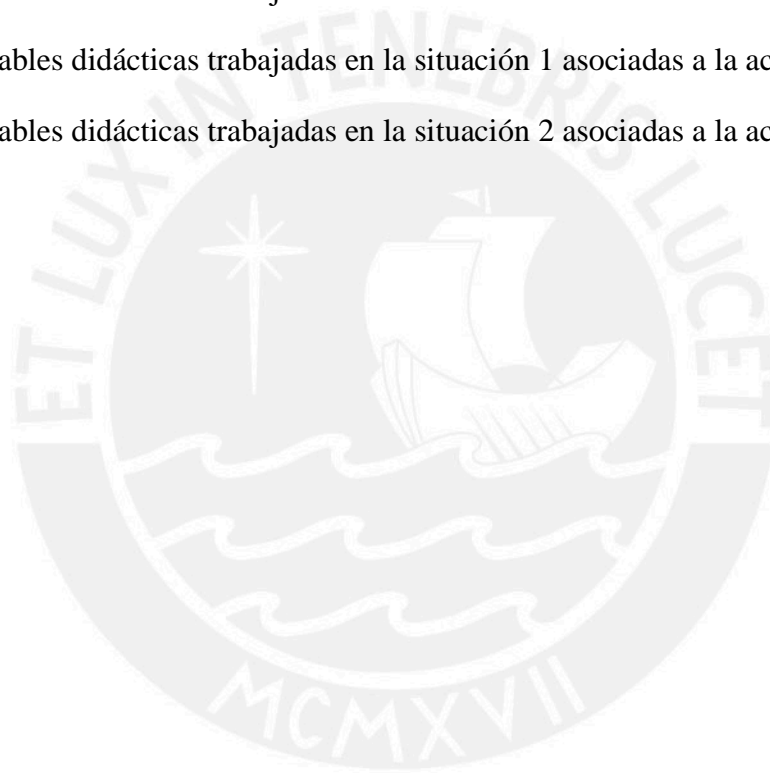 ables didácticas trabajadas en la situación 1 asociadas a la ac
ables didácticas trabajadas en la situación 2 asociadas a la ac
ET LUX IN TENEBRIS LUCET
MCMXVII